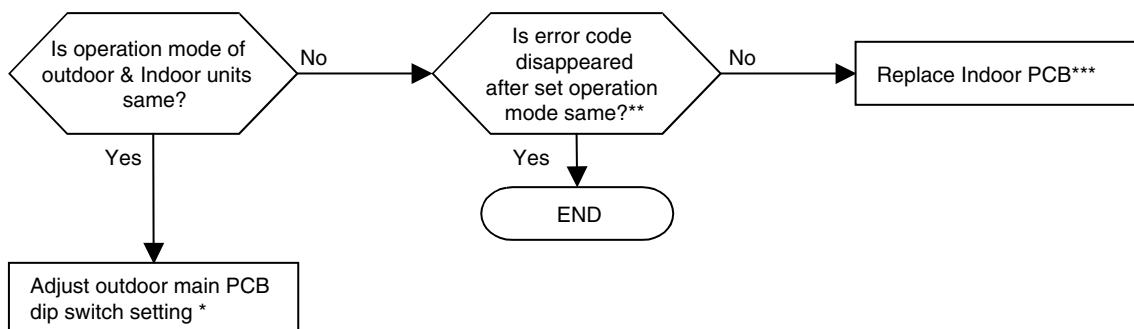 Is operation mode of
outdoor & Indoor units
same?
No
Is error code
disappeared
after set operation
mode same?**
No
Replace Indoor PCB***
Yes
Yes
END
Adjust outdoor main PCB
dip switch setting *